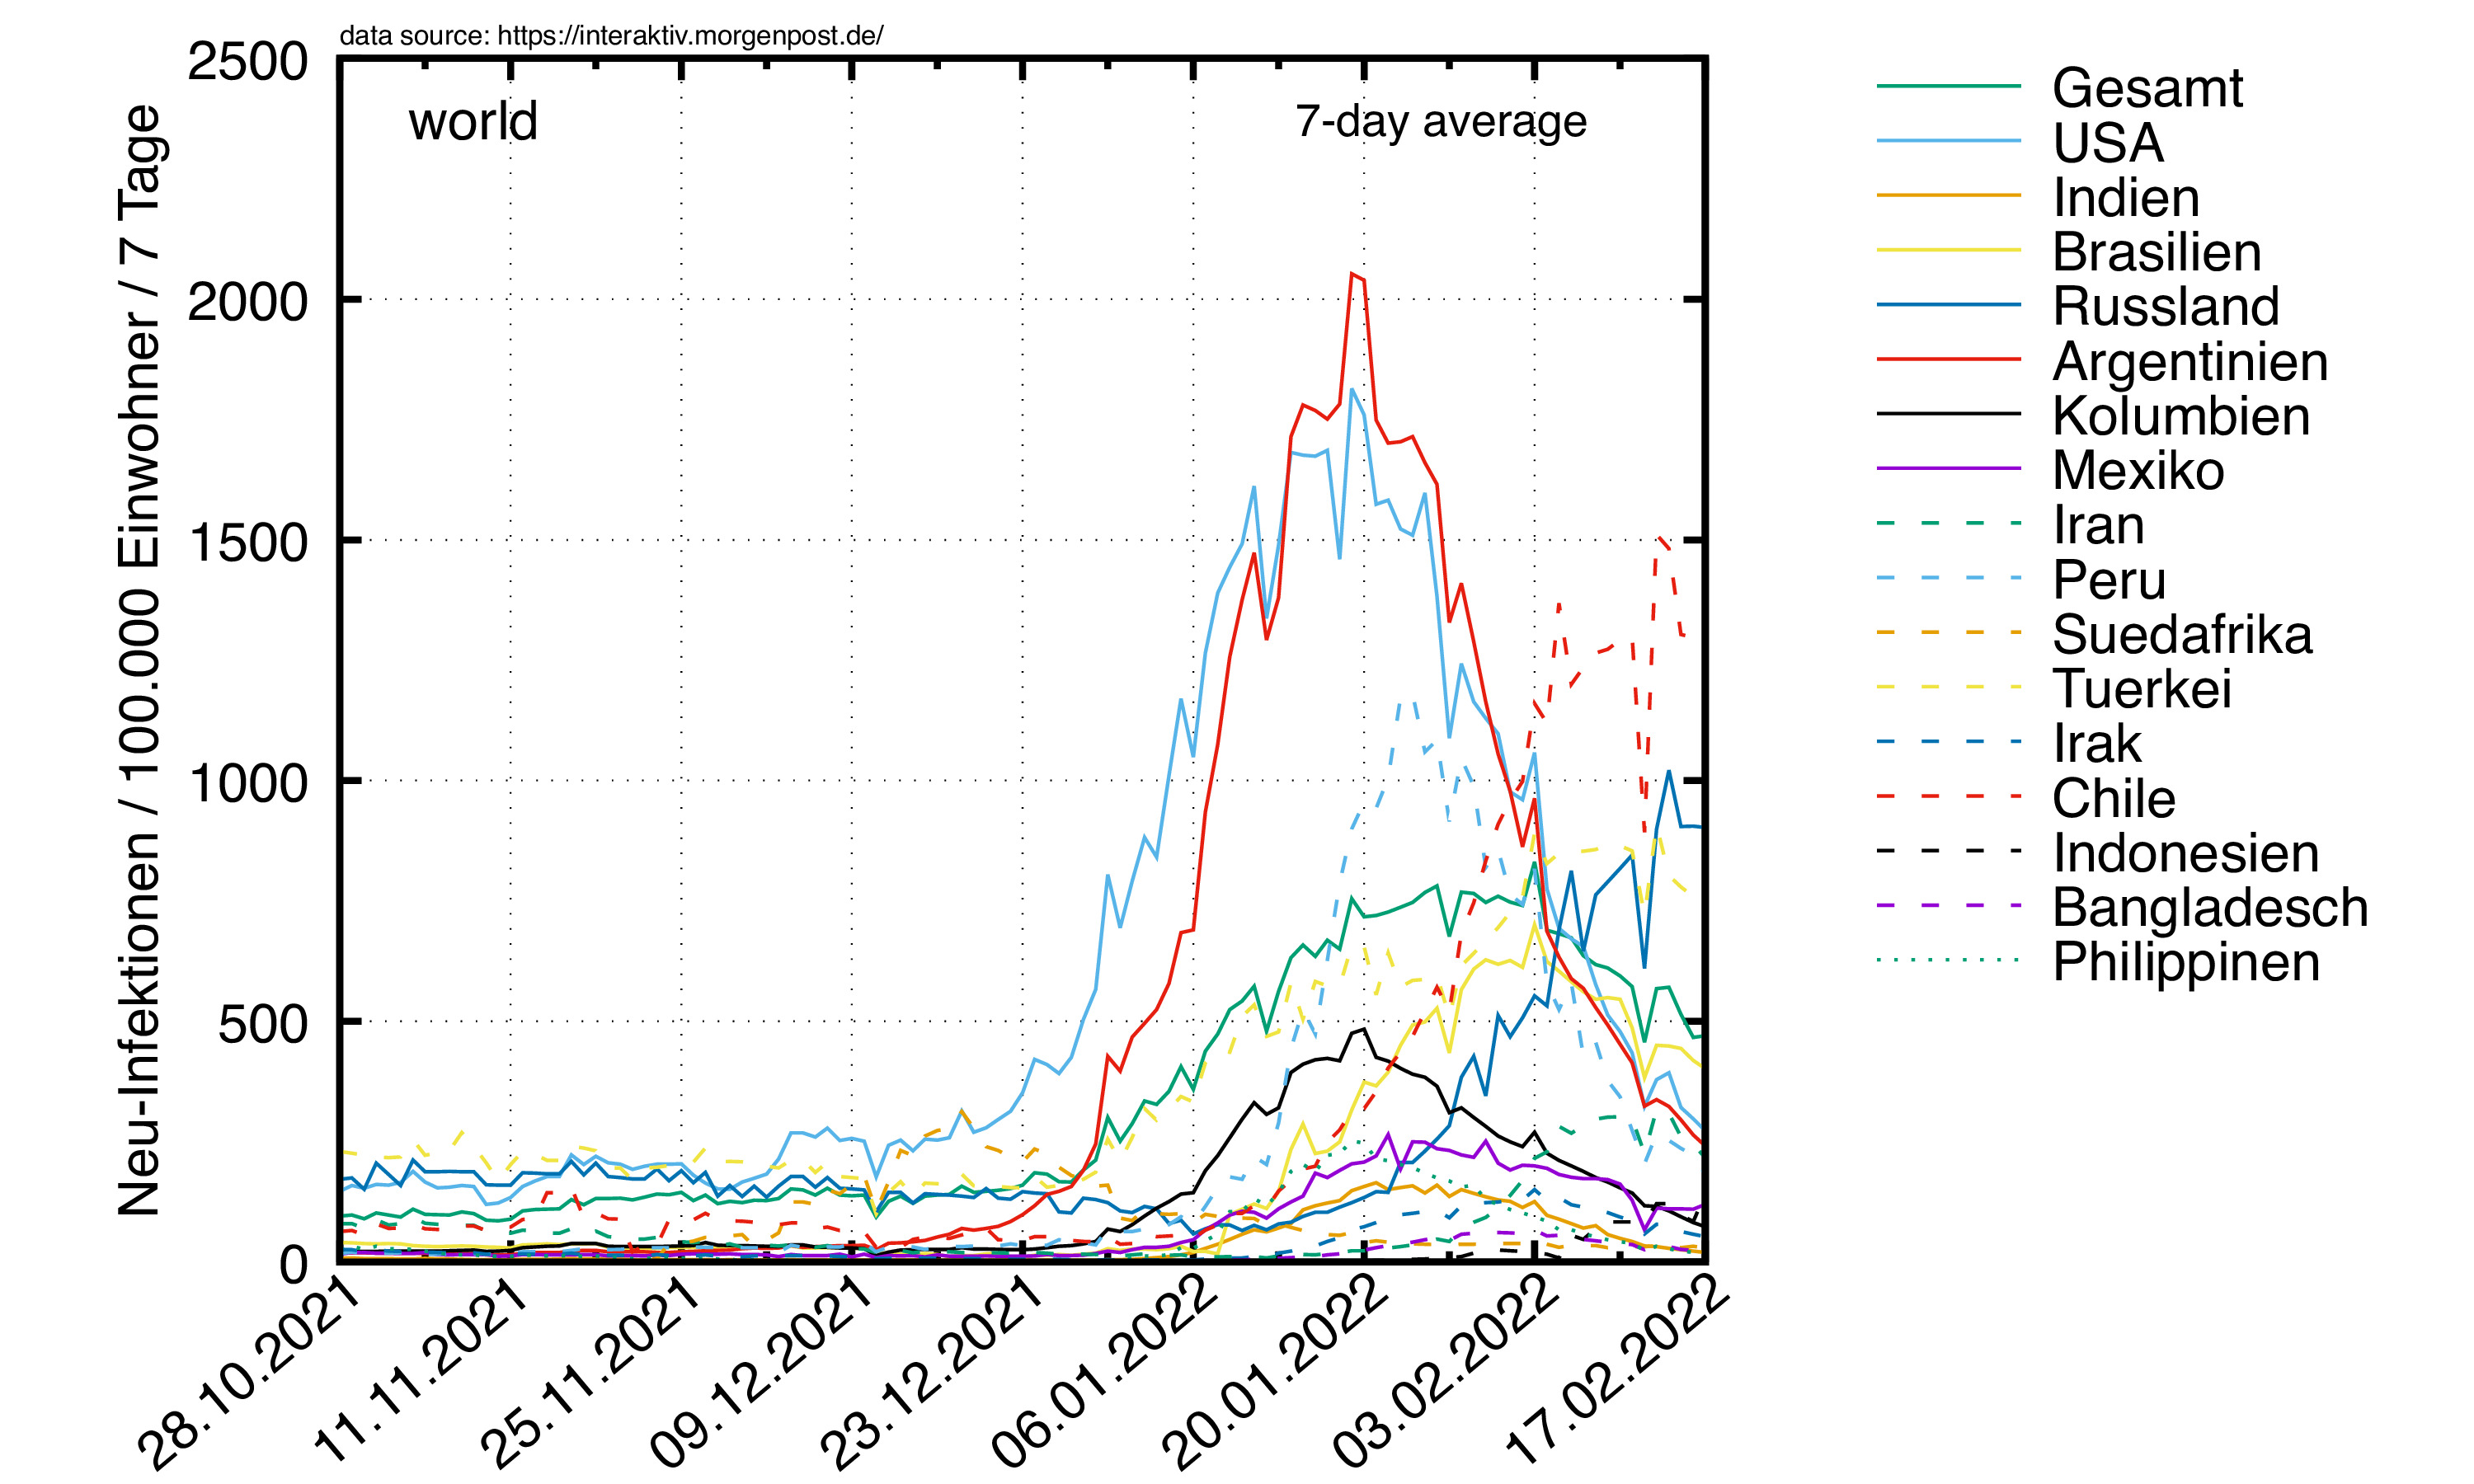 data source: https://interaktiv.morgenpost.de/
Neu-Infektionen / 100.000 Einwohner / 7 Tage
2500
2000
1500
1000
500
0
world
7-day average
28.10.2021
11.11.2021
25.11.2021
09.12.2021
23.12.2021
06.01.2022
20.01.2022
03.02.2022
17.02.2022
Gesamt
USA
Indien
Brasilien
Russland
Argentinien
Kolumbien
Mexiko
Iran
Peru
Suedafrika
Tuerkei
Irak
Chile
Indonesien
Bangladesch
Philippinen